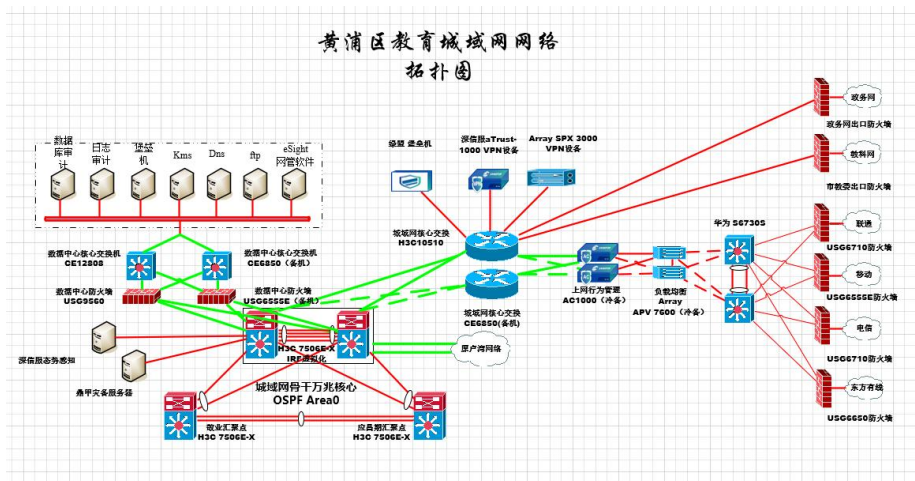 黄浦区教育城域网网络
拓扑图
数据
库审
计
日志
审计
堡垒
机
Kms
Dns
ftp
eSight
网管软件
绿盟 堡垒机
深信服aTrust-
1000 VPN设备
Array SPX 3000
VPN设备
政务网
政务网出口防火墙
教科网
市教委出口防火墙
城域网核心交换
H3C10510
华为 S6730S
联通
USG6710防火墙
数据中心核心交换机
CE12808
数据中心核心交换机
CE6850（备机）
数据中心防火墙
USG9560
数据中心防火墙
USG6555E（备机）
上网行为管理
AC1000（冷备）
负载均衡
Array
APV 7600（冷备）
移动
USG6555E防火墙
城域网核心交换
CE6850(备机)
电信
USG6710防火墙
H3C 7506E-X
IRF虚拟化
原卢湾网络
深信服态势感知
鼎甲灾备服务器
城域网骨干万兆核心
OSPF Area0
东方有线
USG6650防火墙
敬业汇聚点
H3C 7506E-X
应昌期汇聚点
H3C 7506E-X